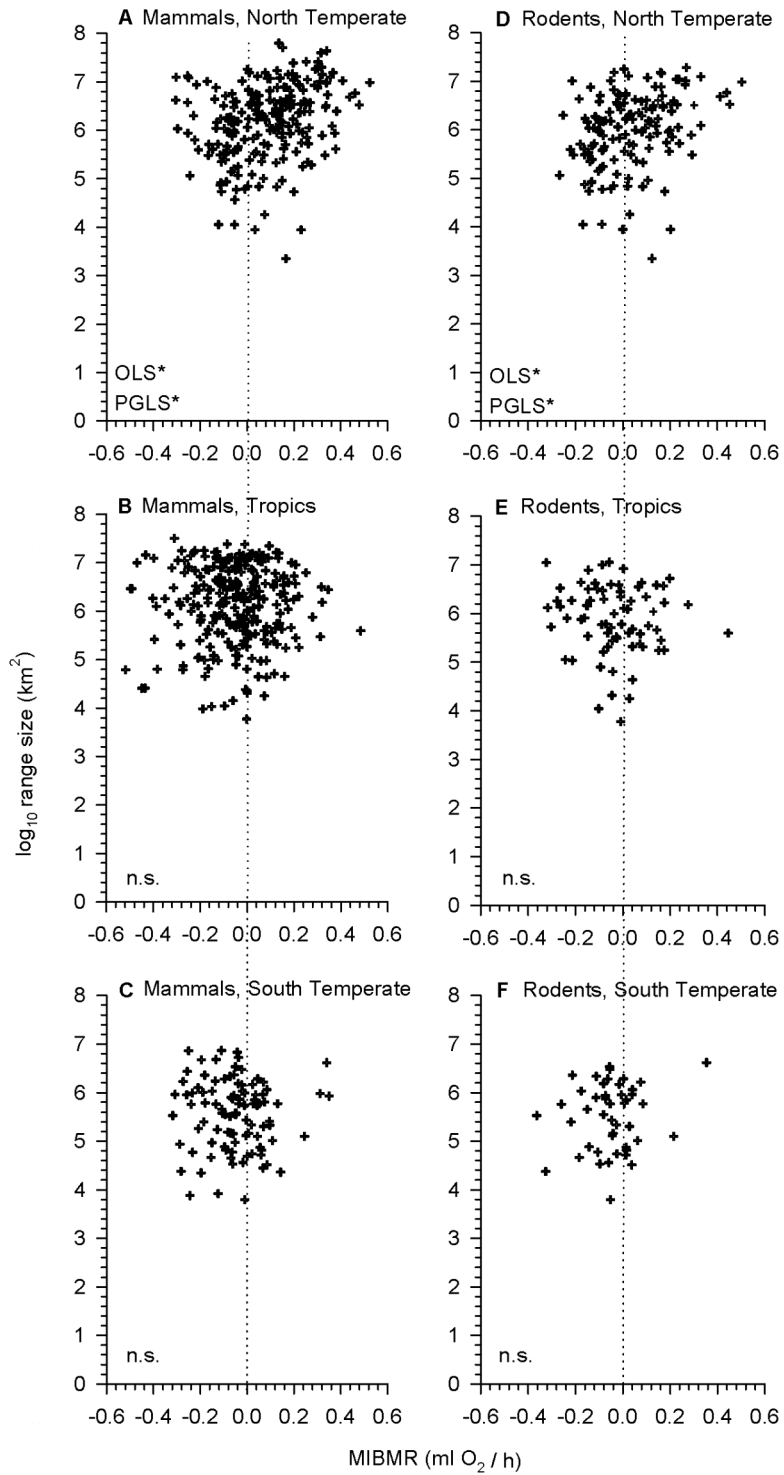 A Mammals, North Temperate
8
7
6
5
4
3
2
1
0
OLS*
PGLS*
-0.6 -0.4 -0.2 0.0 0.2 0.4 0.6
D Rodents, North Temperate
8
7
6
5
4
3
2
1
0
OLS*
PGLS*
-0.6 -0.4 -0.2 0.0 0.2 0.4 0.6
B Mammals, Tropics
8
7
6
5
4
3
2
1
0
n.s.
-0.6 -0.4 -0.2 0.0 0.2 0.4 0.6
E Rodents, Tropics
8
7
6
5
4
3
2
1
0
n.s.
-0.6 -0.4 -0.2 0.0 0.2 0.4 0.6
log₁₀ range size (km²)
C Mammals, South Temperate
8
7
6
5
4
3
2
1
0
n.s.
-0.6 -0.4 -0.2 0.0 0.2 0.4 0.6
F Rodents, South Temperate
8
7
6
5
4
3
2
1
0
n.s.
-0.6 -0.4 -0.2 0.0 0.2 0.4 0.6
MIBMR (ml O₂ / h)